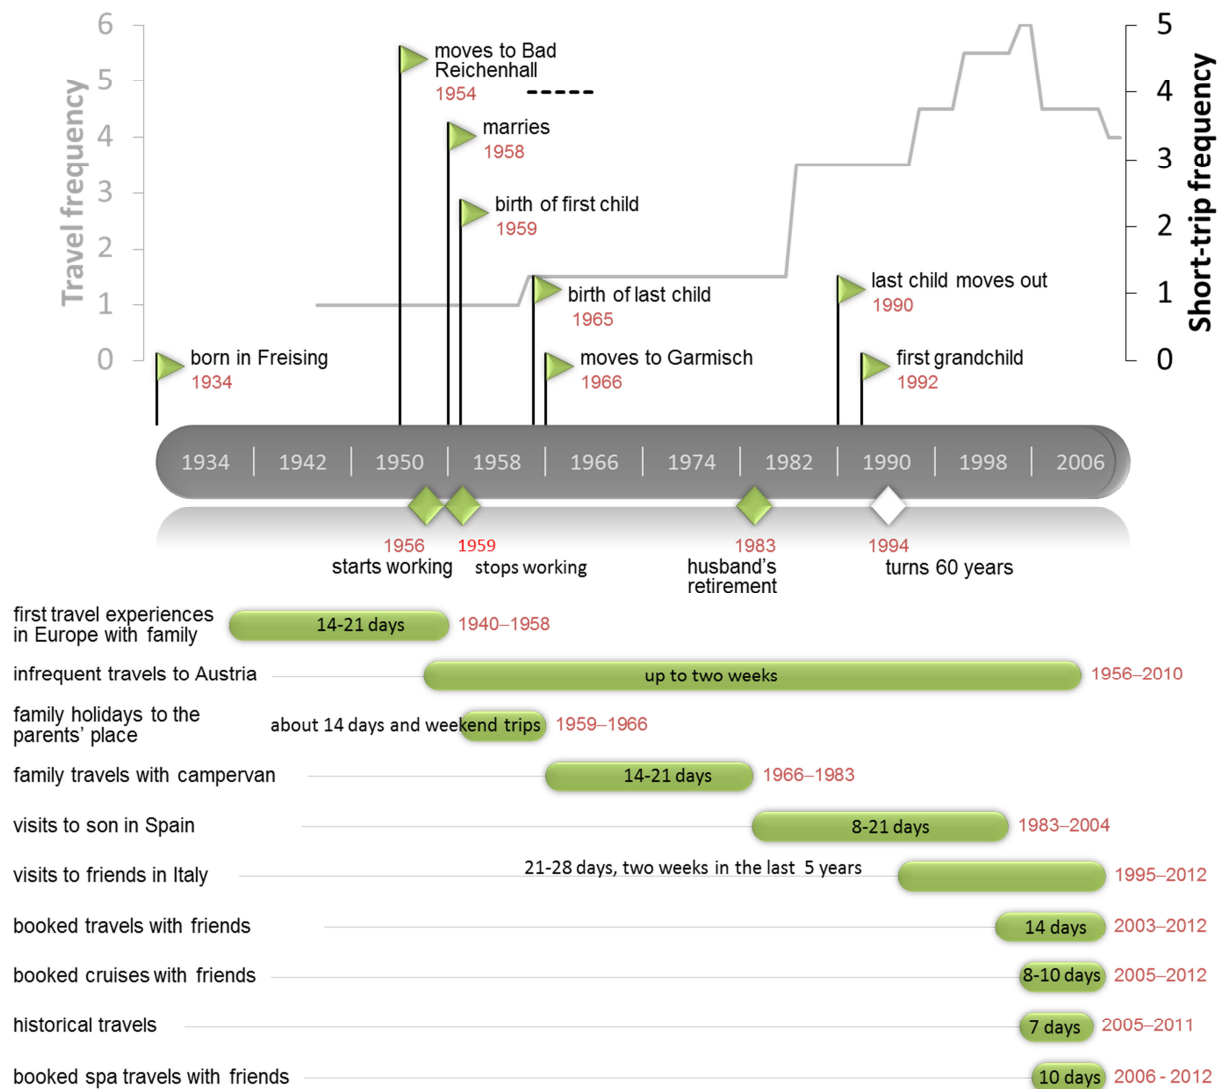 Travel frequency
6
5
4
3
2
1
0
Short-trip frequency
5
4
3
2
1
0
moves to Bad
Reichenhall
1954
marries
1958
birth of first child
1959
birth of last child
1965
last child moves out
1990
born in Freising
1934
moves to Garmisch
1966
first grandchild
1992
1934 1942 1950 1958 1966 1974 1982 1990 1998 2006
1956
starts working
1959
stops working
1983
husband's
retirement
1994
turns 60 years
first travel experiences
in Europe with family
14-21 days
1940–1958
infrequent travels to Austria
up to two weeks
1956–2010
family holidays to the
parents' place
about 14 days and weekend trips
1959–1966
family travels with campervan
14-21 days
1966–1983
visits to son in Spain
8-21 days
1983–2004
visits to friends in Italy
21-28 days, two weeks in the last 5 years
1995–2012
booked travels with friends
14 days
2003–2012
booked cruises with friends
8-10 days
2005–2012
historical travels
7 days
2005–2011
booked spa travels with friends
10 days
2006 - 2012